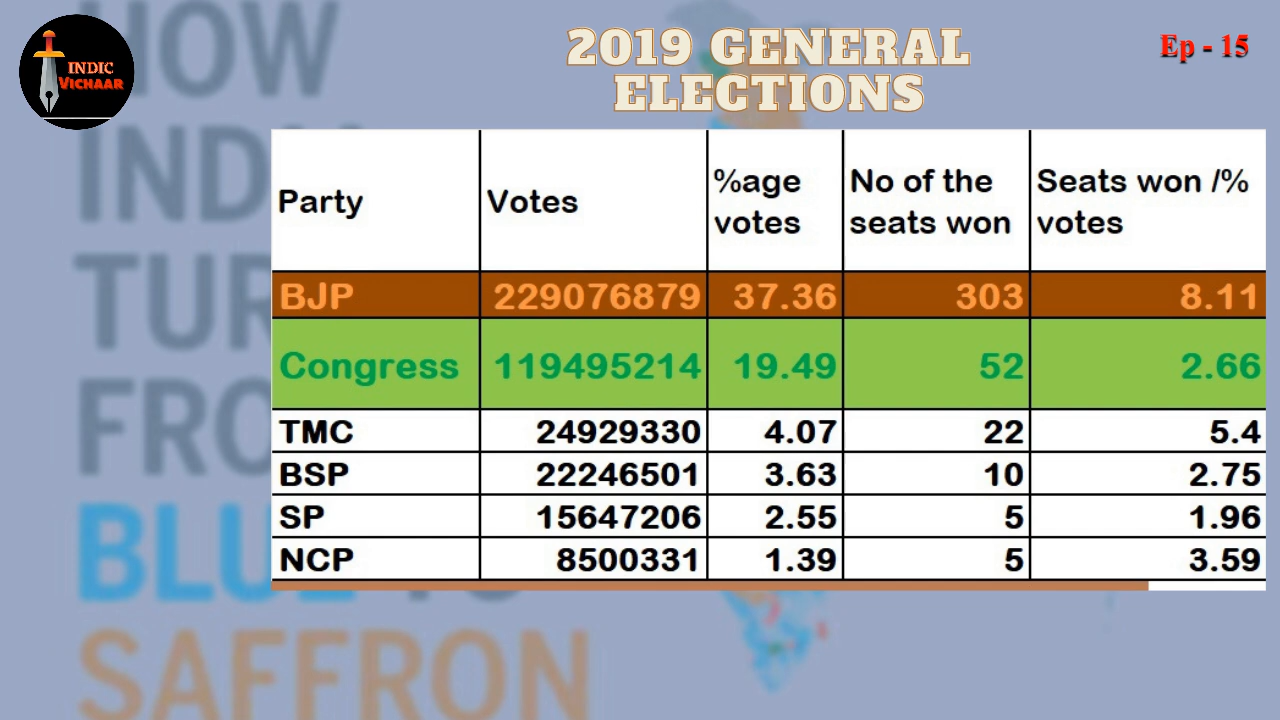 INDIC
VICHAAR
2019 GENERAL
ELECTIONS
Ep - 15
Party Votes %age votes No of the seats won Seats won /% votes
BJP 229076879 37.36 303 8.11
Congress 119495214 19.49 52 2.66
TMC 24929330 4.07 22 5.4
BSP 22246501 3.63 10 2.75
SP 15647206 2.55 5 1.96
NCP 8500331 1.39 5 3.59
HOW
SAFFRON